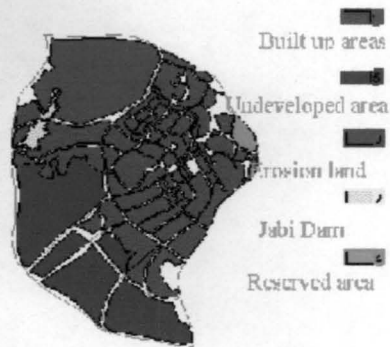 Built up areas
Undeveloped area
Erosion land
Jabi Dam
Reserved area